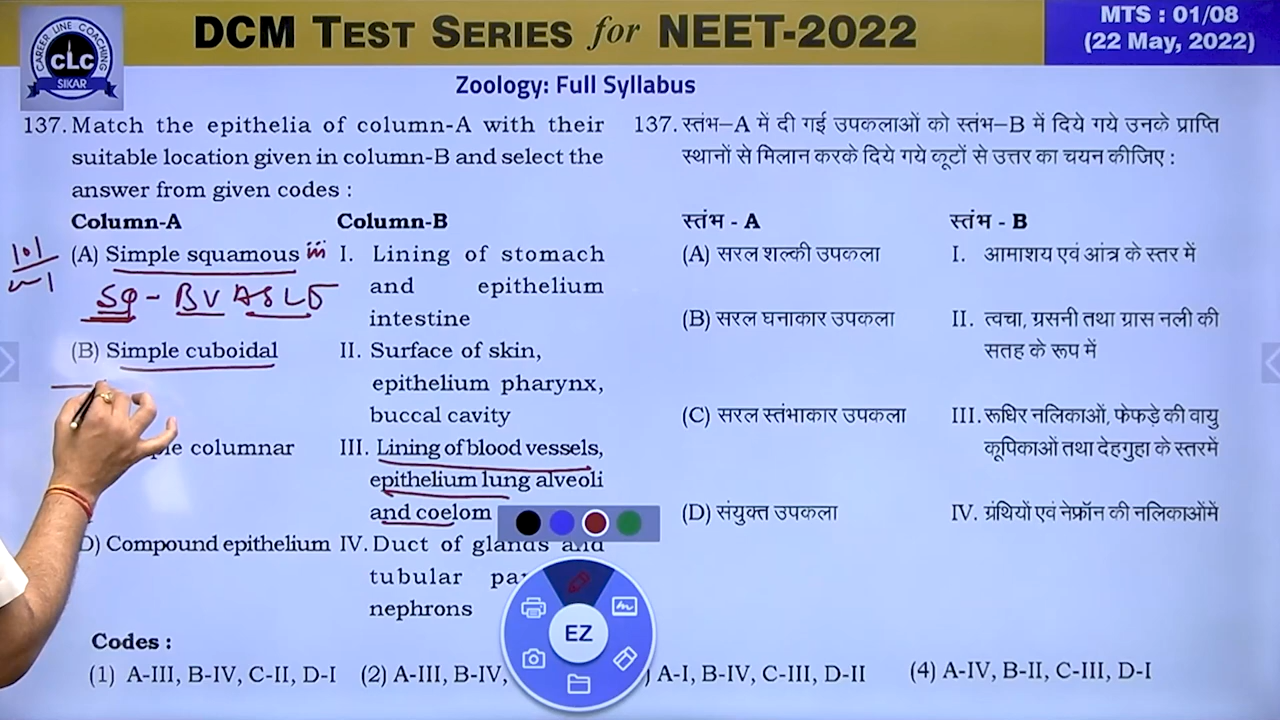 CAREER LINE COACHING
CLC
SIKAR
DCM TEST SERIES for NEET-2022
MTS : 01/08
(22 May, 2022)
Zoology: Full Syllabus
137. Match the epithelia of column-A with their
suitable location given in column-B and select the
answer from given codes :
Column-A Column-B
(A) Simple squamous iii I. Lining of stomach
and epithelium
intestine
SQ - BV
(B) Simple cuboidal II. Surface of skin,
epithelium pharynx,
buccal cavity
columnar III. Lining of blood vessels,
epithelium lung alveoli
and coelom
D) Compound epithelium IV. Duct of glands and
tubular
nephrons
137. स्तंभ–A में दी गई उपकलाओं को स्तंभ–B में दिये गये उनके प्राप्ति
स्थानों से मिलान करके दिये गये कूटों से उत्तर का चयन कीजिए :
स्तंभ - A स्तंभ - B
(A) सरल शल्की उपकला I. आमाशय एवं आंत्र के स्तर में
(B) सरल घनाकार उपकला II. त्वचा, ग्रसनी तथा ग्रास नली की
सतह के रूप में
(C) सरल स्तंभाकार उपकला III. रूधिर नलिकाओं, फेफड़े की वायु
कूपिकाओं तथा देहगुहा के स्तरमें
(D) संयुक्त उपकला IV. ग्रंथियों एवं नेफ्रॉन की नलिकाओंमें
EZ
Codes :
(1) A-III, B-IV, C-II, D-I (2) A-III, B-IV, ) A-I, B-IV, C-III, D-II (4) A-IV, B-II, C-III, D-I